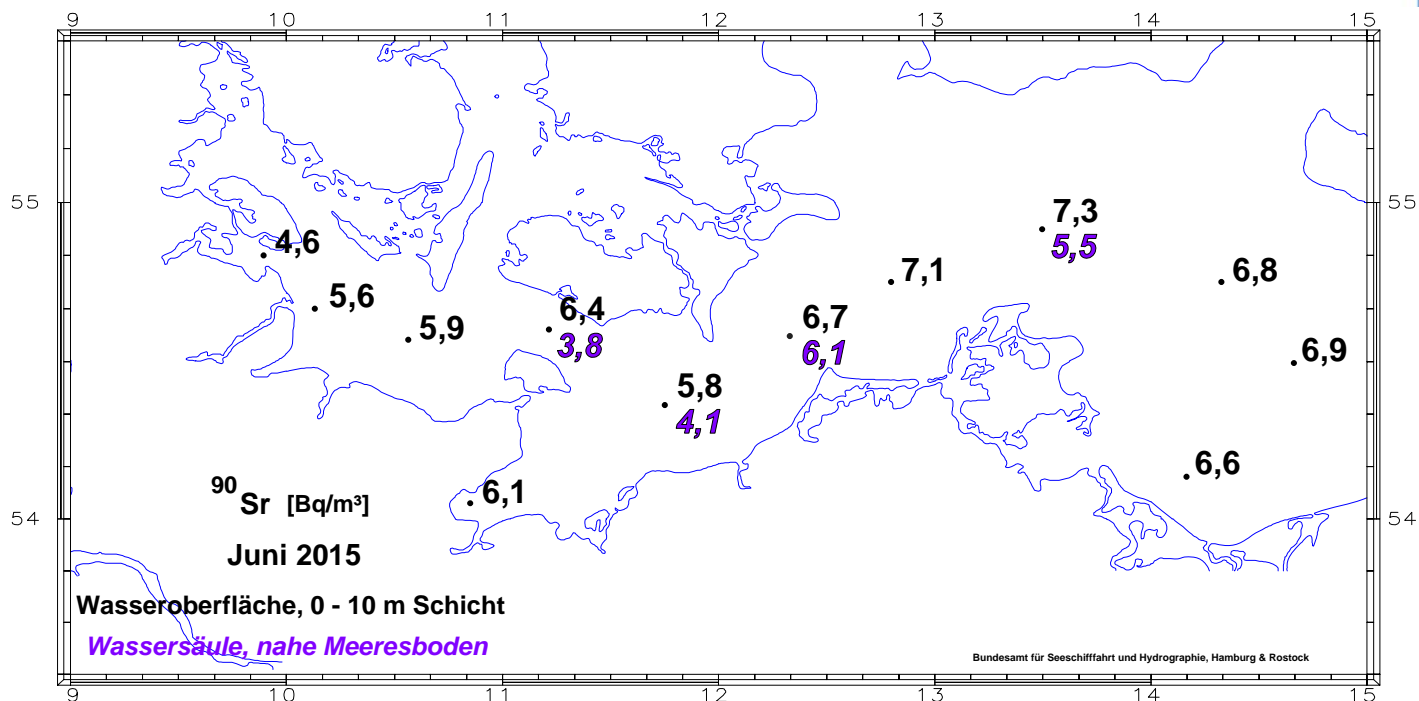 9 10 11 12 13 14 15
55 55
7,3
4,6
5,5
7,1
6,8
5,6
6,4
6,7
5,9
3,8
6,1
6,9
5,8
4,1
6,6
6,1
90Sr [Bq/m³]
54 54
Juni 2015
Wasseroberfläche, 0 - 10 m Schicht
Wassersäule, nahe Meeresboden
Bundesamt für Seeschifffahrt und Hydrographie, Hamburg & Rostock
9 10 11 12 13 14 15